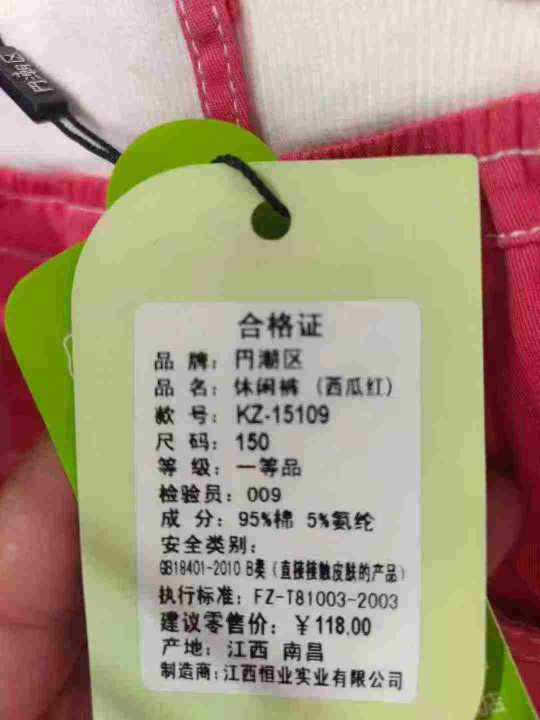 円潮区
合格证
品 牌：円潮区
品 名：休闲裤（西瓜红）
款 号：KZ-15109
尺 码：150
等 级：一等品
检验员：009
成 分：95%棉 5%氨纶
安全类别：
GB18401-2010 B类（直接接触皮肤的产品）
执行标准：FZ-T81003-2003
建议零售价：￥118.00
产地：江西 南昌
制造商：江西恒业实业有限公司